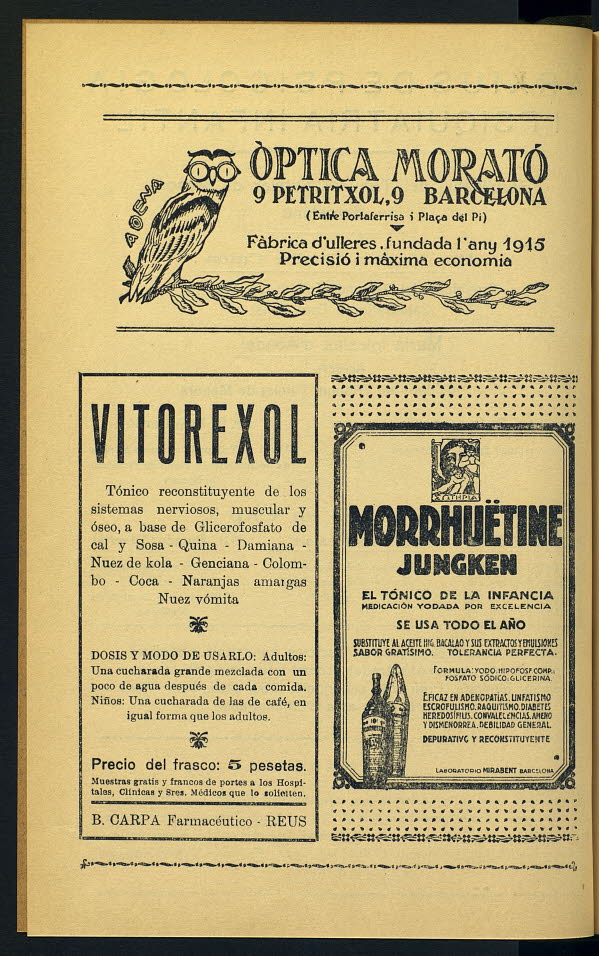 ADENA
ÒPTICA MORATÓ
9 PETRITXOL, 9 BARCELONA
(Entre Portaferrisa i Plaça del Pi)
Fàbrica d'ulleres, fundada l'any 1915
Precisió i màxima economia
VITOREXOL
Tónico reconstituyente de los
sistemas nerviosos, muscular y
óseo, a base de Glicerofosfato de
cal y Sosa - Quina - Damiana -
Nuez de kola - Genciana - Colom-
bo - Coca - Naranjas amargas
Nuez vómita
DOSIS Y MODO DE USARLO: Adultos:
Una cucharada grande mezclada con un
poco de agua después de cada comida.
Niños: Una cucharada de las de café, en
igual forma que los adultos.
Precio del frasco: 5 pesetas.
Muestras gratis y francos de portes a los Hospi-
tales, Clínicas y Sres. Médicos que lo soliciten.
B. CARPA Farmacéutico - REUS
MORRHUËTINE
JUNGKEN
EL TÓNICO DE LA INFANCIA
MEDICACIÓN YODADA POR EXCELENCIA
SE USA TODO EL AÑO
SUBSTITUYE AL ACEITE HIG. BACALAO Y SUS EXTRACTOS Y EMULSIONES
SABOR GRATÍSIMO. TOLERANCIA PERFECTA.
FORMULA: YODO. HIPOFOSF. COMP.
FOSFATO SÓDICO. GLICERINA.
EFICAZ EN ADENOPATÍAS. LINFATISMO
ESCROFULISMO. RAQUITISMO. DIABETES
HEREDOSÍFILIS. CONVALECENCIAS. AMENO
Y DISMENORREA. DEBILIDAD GENERAL.
DEPURATIVO Y RECONSTITUYENTE
LABORATORIO MIRABENT BARCELONA